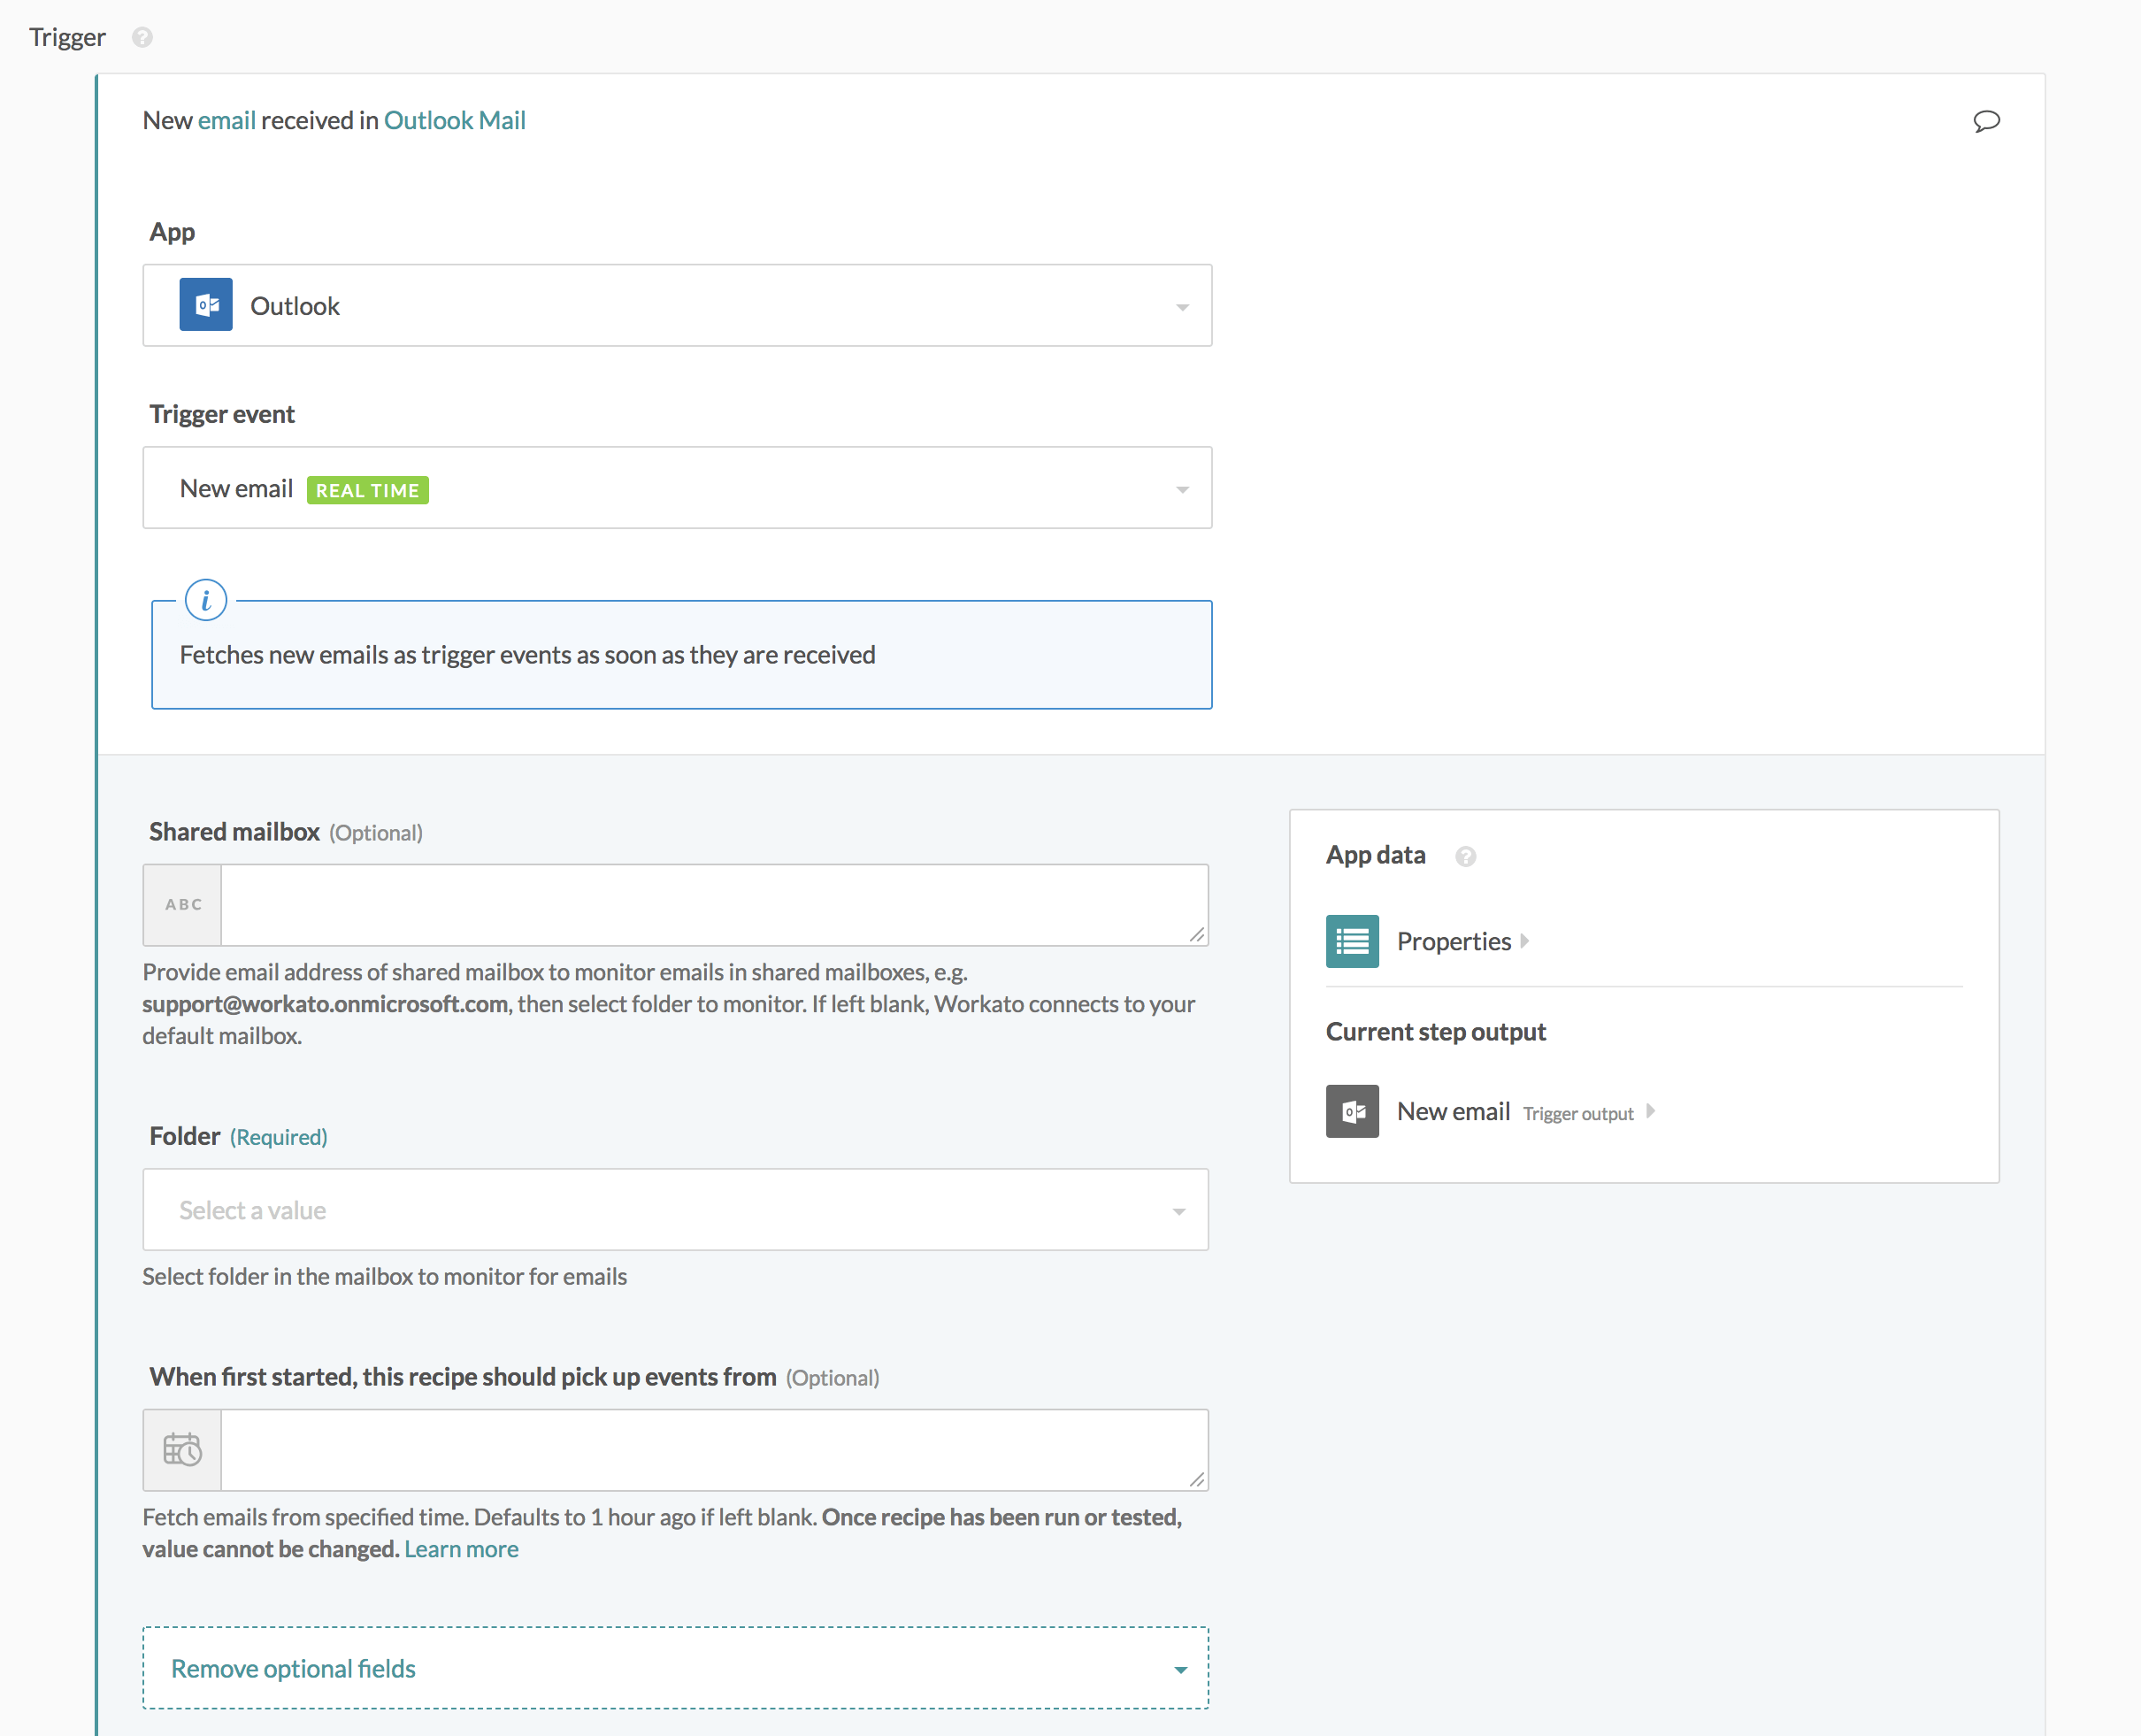 Trigger ?
New email received in Outlook Mail
App
Outlook
Trigger event
New email REAL TIME
i
Fetches new emails as trigger events as soon as they are received
Shared mailbox (Optional)
ABC
Provide email address of shared mailbox to monitor emails in shared mailboxes, e.g.
support@workato.onmicrosoft.com, then select folder to monitor. If left blank, Workato connects to your
default mailbox.
Folder (Required)
Select a value
Select folder in the mailbox to monitor for emails
When first started, this recipe should pick up events from (Optional)
Fetch emails from specified time. Defaults to 1 hour ago if left blank. Once recipe has been run or tested,
value cannot be changed. Learn more
Remove optional fields
App data ?
Properties
Current step output
New email Trigger output